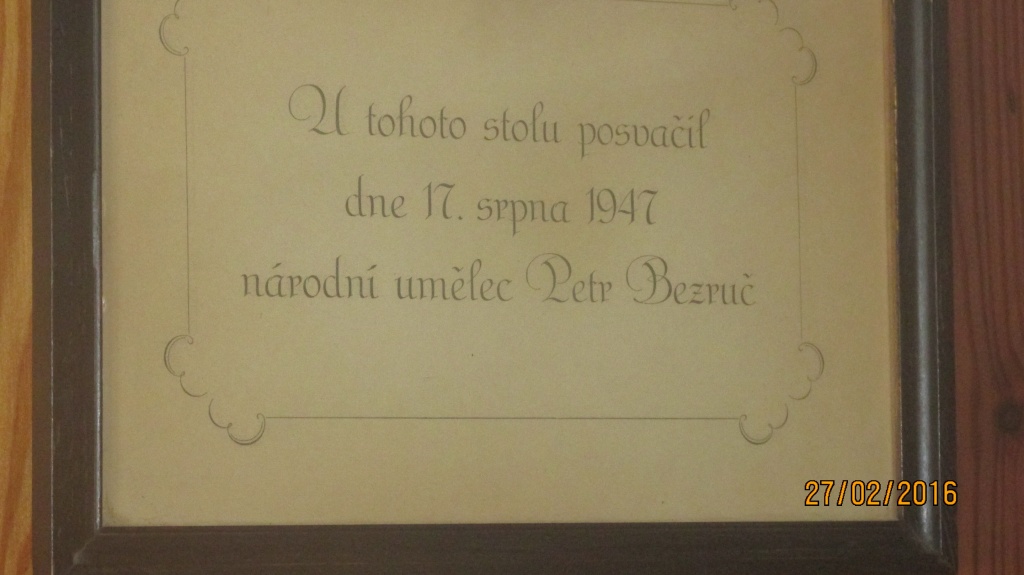 U tohoto stolu posvačil
dne 17. srpna 1947
národní umělec Petr Bezruč
27/02/2016